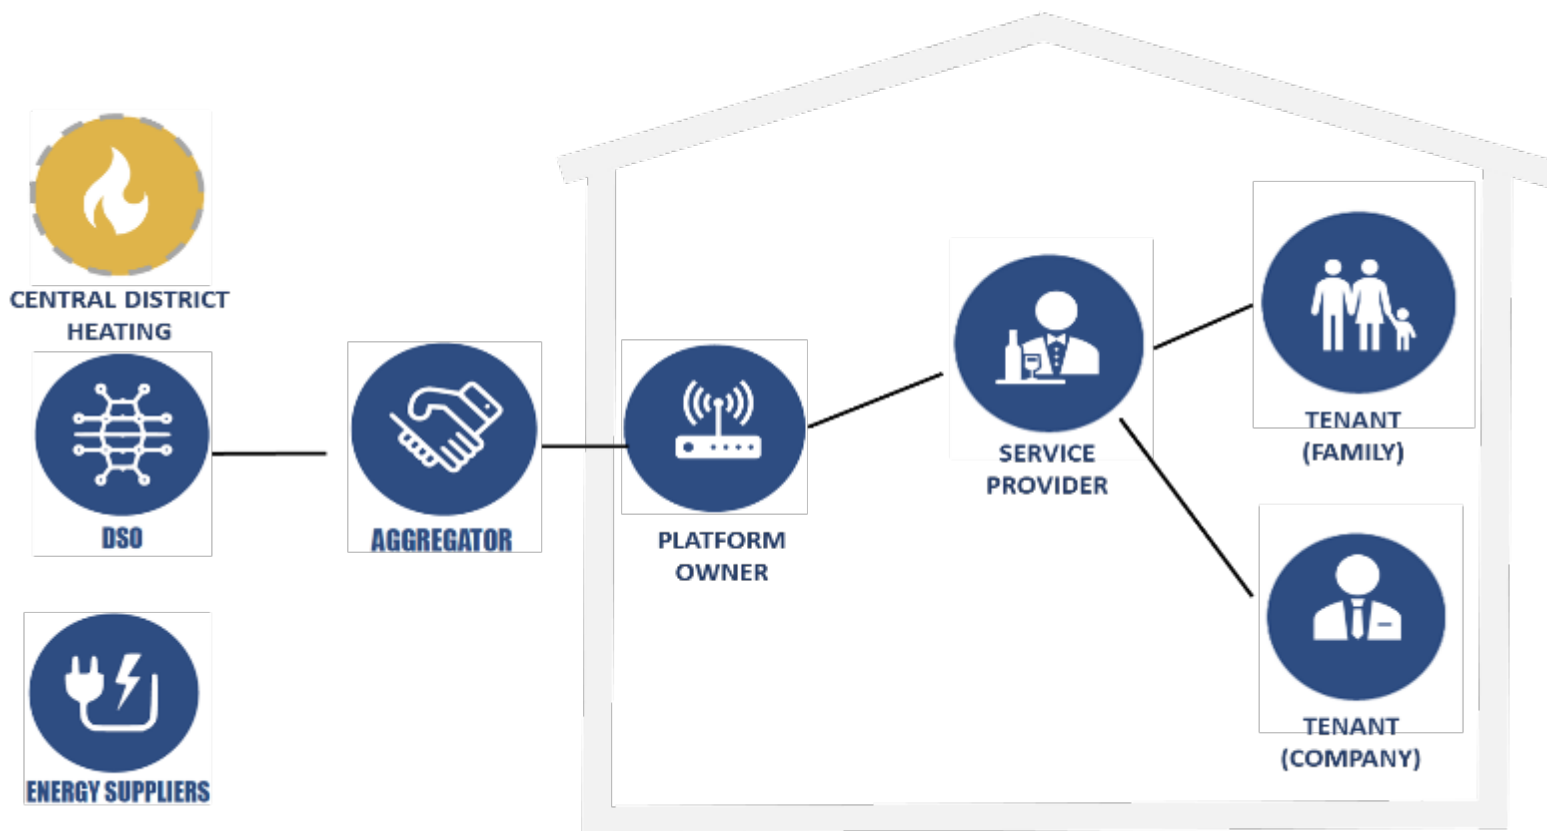 CENTRAL DISTRICT
HEATING
DSO
ENERGY SUPPLIERS
AGGREGATOR
PLATFORM
OWNER
SERVICE
PROVIDER
TENANT
(FAMILY)
TENANT
(COMPANY)